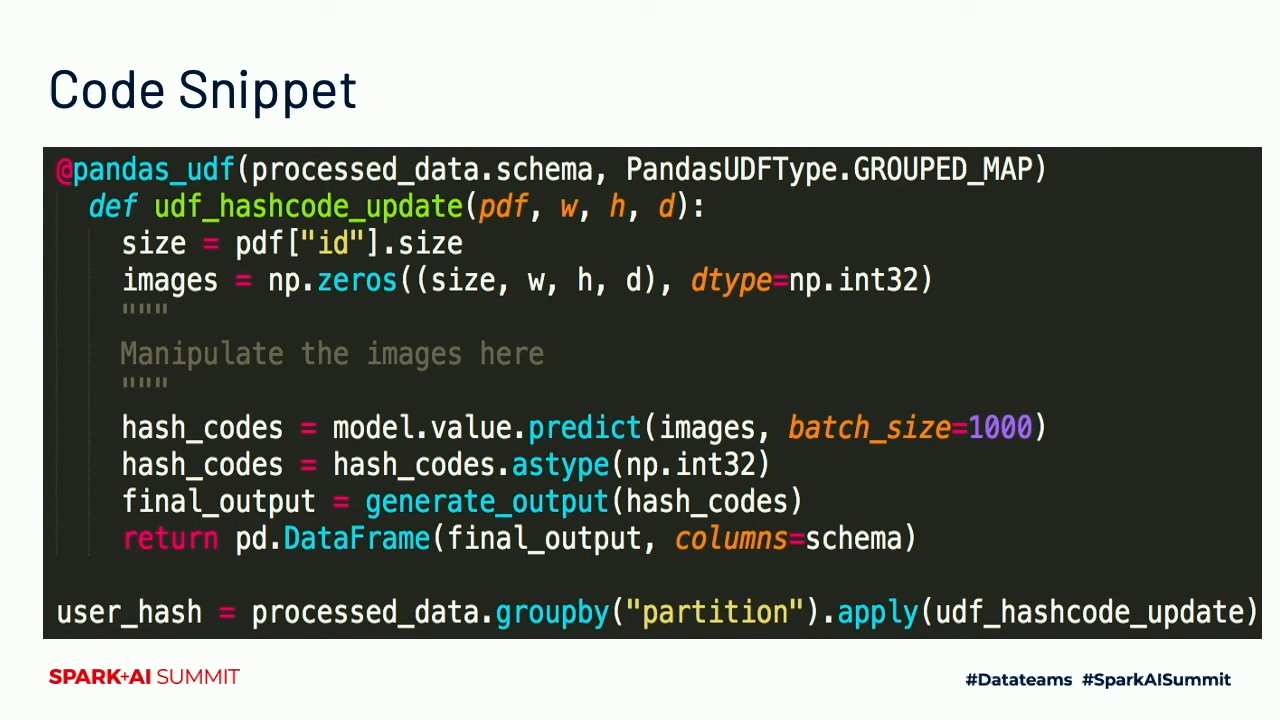 Code Snippet
@pandas_udf(processed_data.schema, PandasUDFType.GROUPED_MAP)
def udf_hashcode_update(pdf, w, h, d):
size = pdf["id"].size
images = np.zeros((size, w, h, d), dtype=np.int32)
"""
Manipulate the images here
"""
hash_codes = model.value.predict(images, batch_size=1000)
hash_codes = hash_codes.astype(np.int32)
final_output = generate_output(hash_codes)
return pd.DataFrame(final_output, columns=schema)
user_hash = processed_data.groupby("partition").apply(udf_hashcode_update)
SPARK+AI SUMMIT
#Datateams #SparkAISummit